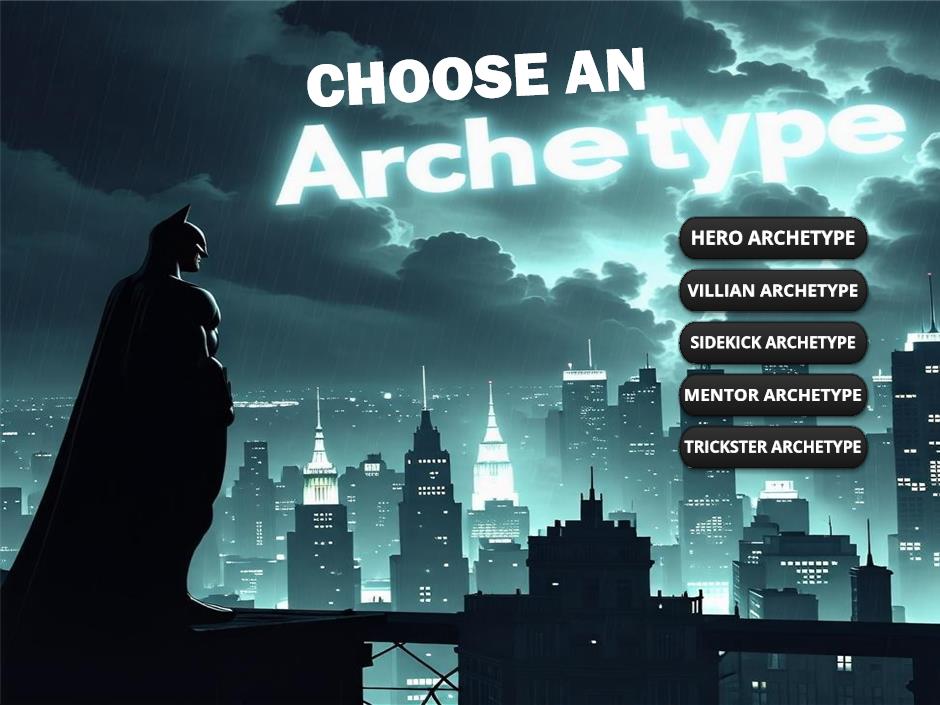 CHOOSE AN
Archetype
HERO ARCHETYPE
VILLIAN ARCHETYPE
SIDEKICK ARCHETYPE
MENTOR ARCHETYPE
TRICKSTER ARCHETYPE